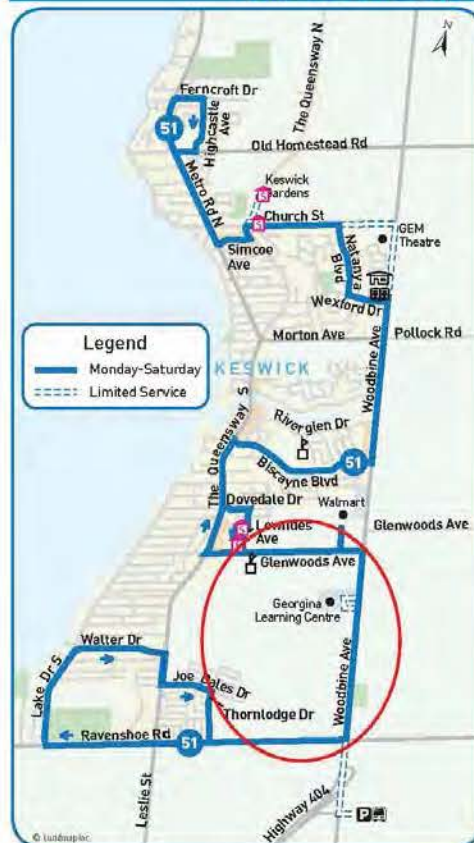 Ferncroft Dr
51
Highcastle
Ave
The Queensway N
Old Homestead Rd
Metro Rd N
Keswick
Gardens
Church St
Simcoe
Ave
Natanya
Blvd
GEM
Theatre
Wexford Dr
Morton Ave
Pollock Rd
Legend
Monday-Saturday
Limited Service
KESWICK
Woodbine Ave
The Queensway S
Riverglen Dr
Biscayne Blvd
51
Dovedale Dr
Walmart
Lowndes
Ave
Glenwoods Ave
Glenwoods Ave
Georgina
Learning Centre
Walter Dr
Lake Dr S
Joe Dales Dr
Thornlodge Dr
Woodbine Ave
Ravenshoe Rd
51
Leslie St
Highway 404
P